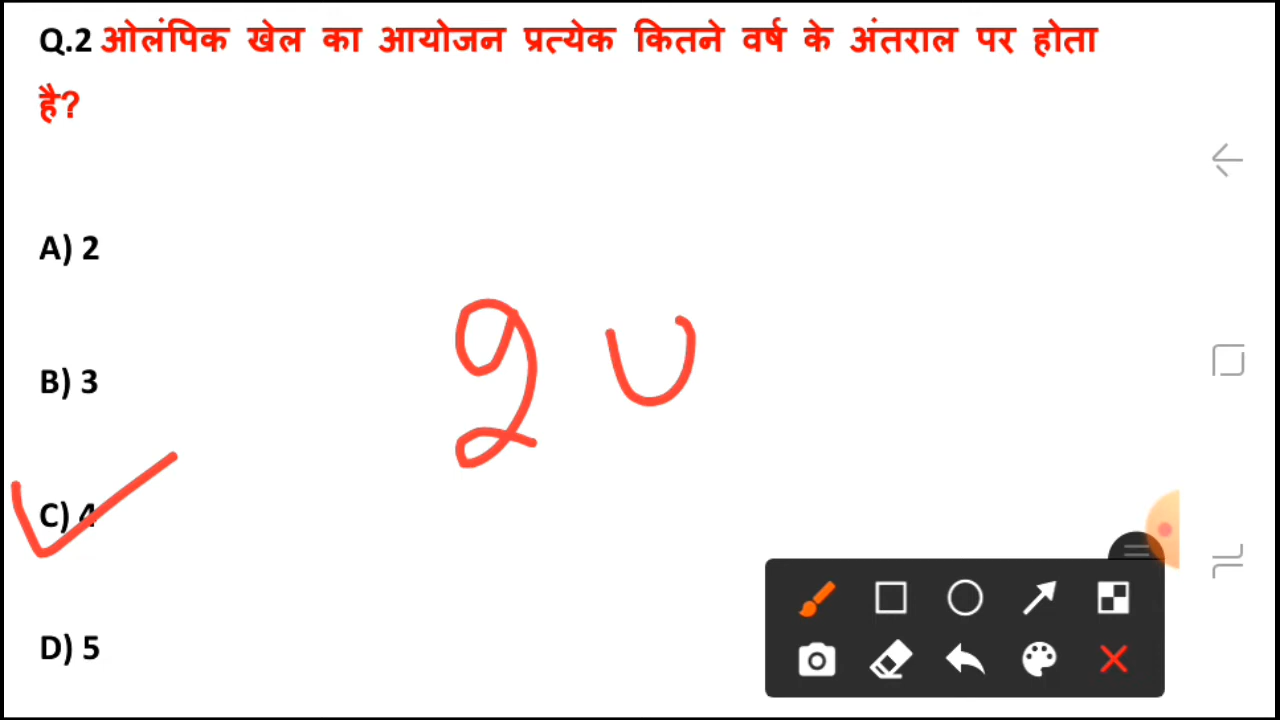 Q.2 ओलंपिक खेल का आयोजन प्रत्येक कितने वर्ष के अंतराल पर होता
है?
A) 2
B) 3
C) 4
D) 5